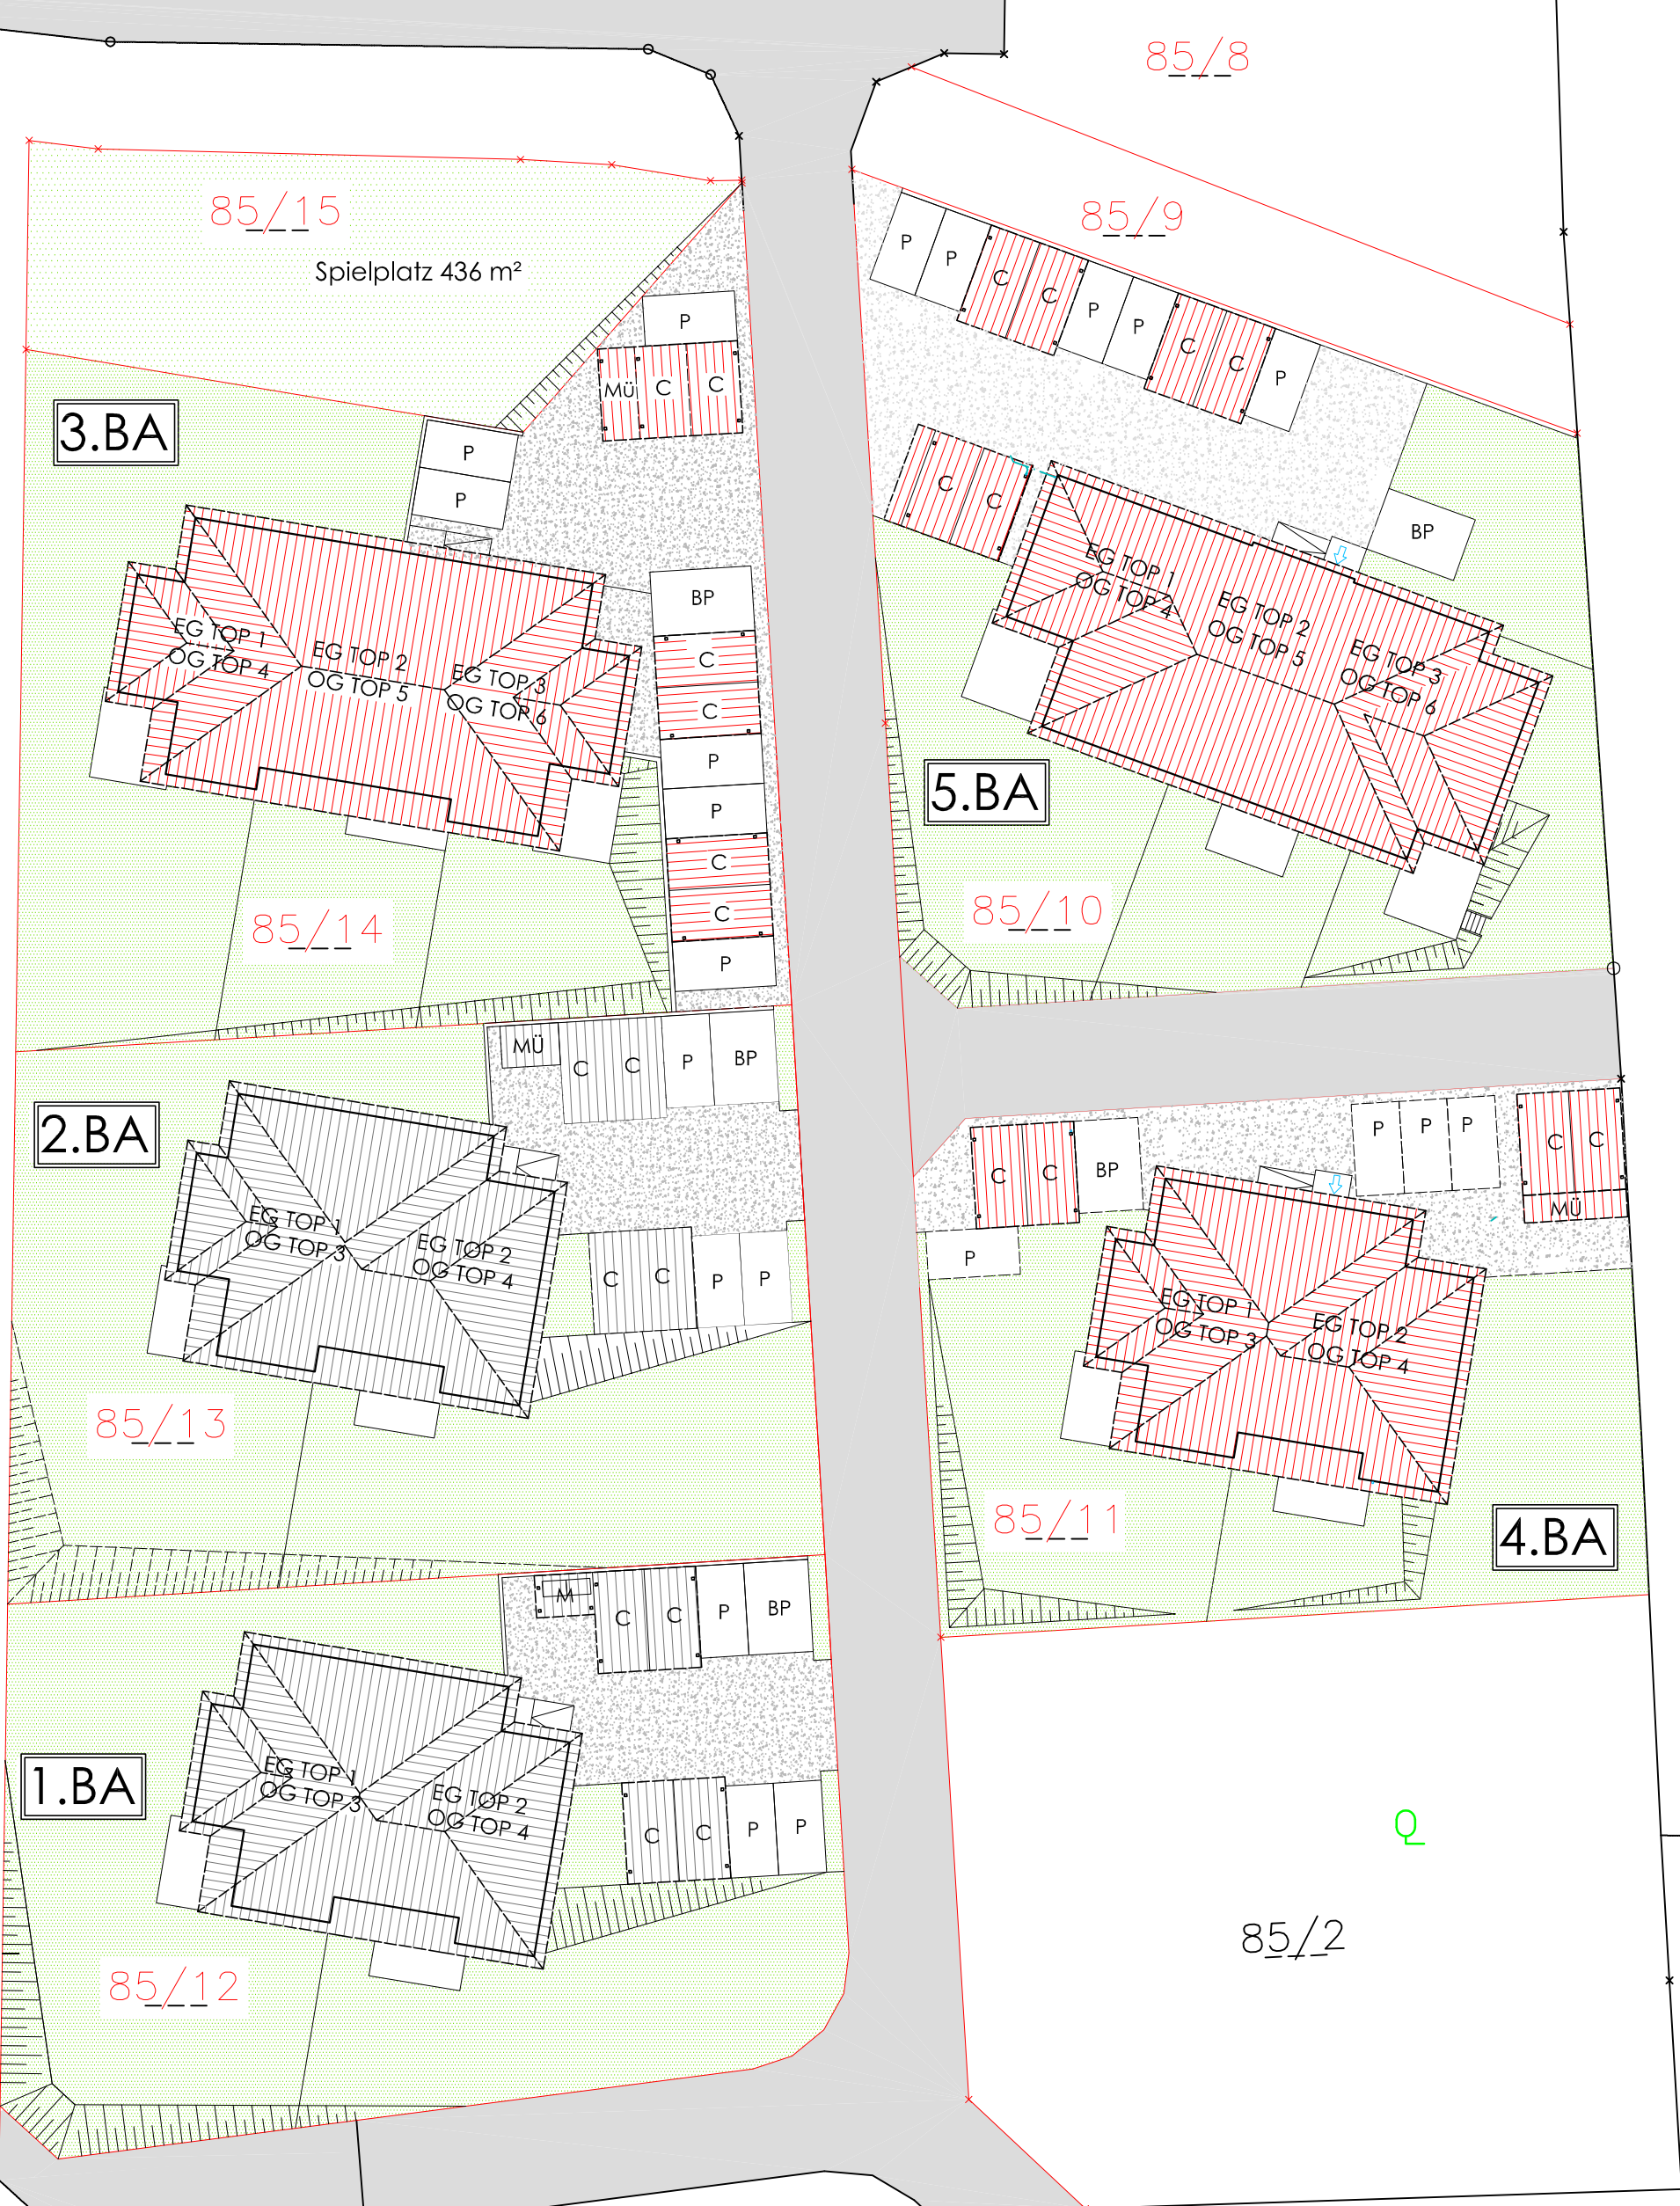 85/8
85/15
85/9
Spielplatz 436 m²
P
P
C
C
P
P
C
C
P
P
MÜ
C
C
3.BA
P
P
C
C
BP
EG TOP 1
OG TOP 4
EG TOP 2
OG TOP 5
EG TOP 3
OG TOP 6
BP
C
C
P
P
C
C
P
EG TOP 1
OG TOP 4
EG TOP 2
OG TOP 5
EG TOP 3
OG TOP 6
5.BA
85/10
85/14
MÜ
C
C
P
BP
2.BA
EG TOP 1
OG TOP 3
EG TOP 2
OG TOP 4
C
C
P
P
85/13
C
C
BP
P
P
P
C
C
MÜ
P
EG TOP 1
OG TOP 3
EG TOP 2
OG TOP 4
85/11
4.BA
M
C
C
P
BP
1.BA
EG TOP 1
OG TOP 3
EG TOP 2
OG TOP 4
C
C
P
P
85/12
85/2